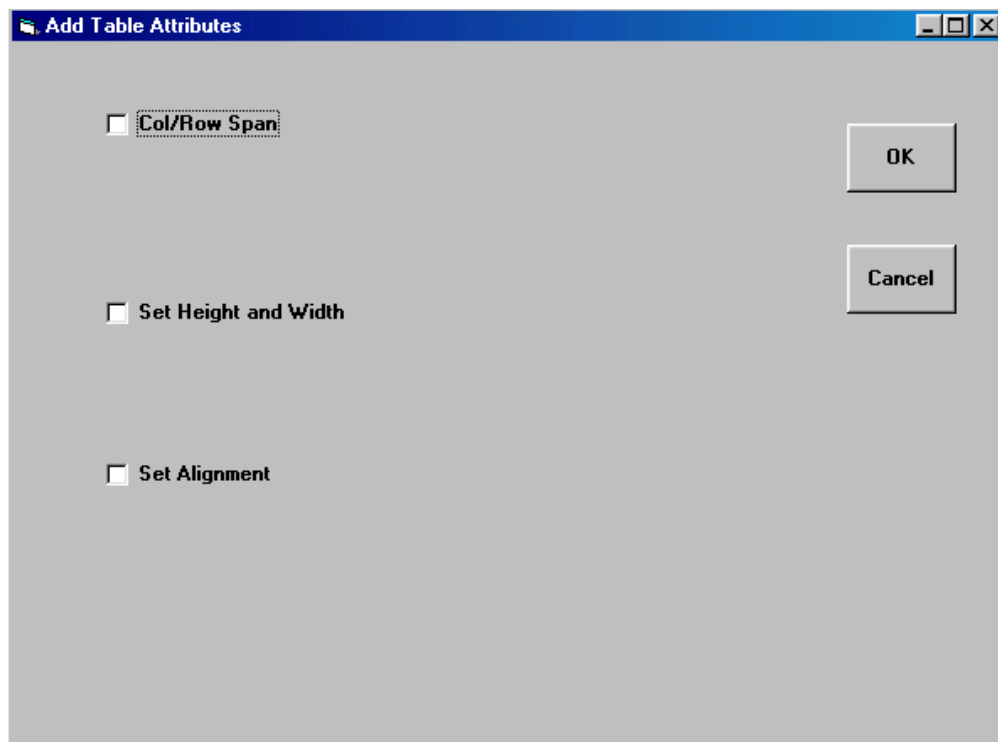 Add Table Attributes
Col/Row Span
OK
Cancel
Set Height and Width
Set Alignment